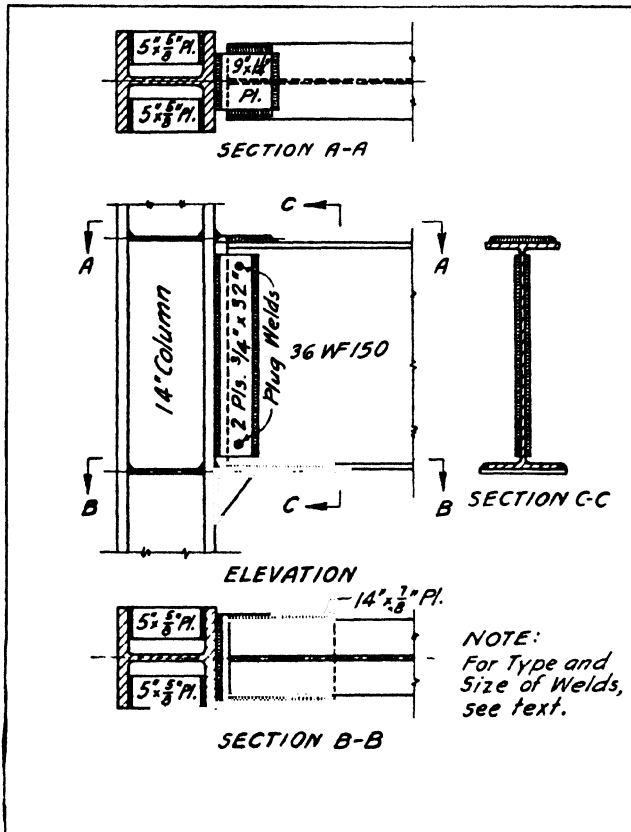 5"x5/8" Pl.
5"x5/8" Pl.
9"x1 1/4"
Pl.
SECTION A-A
C
A
A
14" Column
2 Pls. 3/4" x 32"
Plug Welds
36 WF 150
B
C
B
SECTION C-C
ELEVATION
5"x5/8" Pl.
5"x5/8" Pl.
14"x7/8" Pl.
SECTION B-B
NOTE:
For Type and
Size of Welds,
see text.